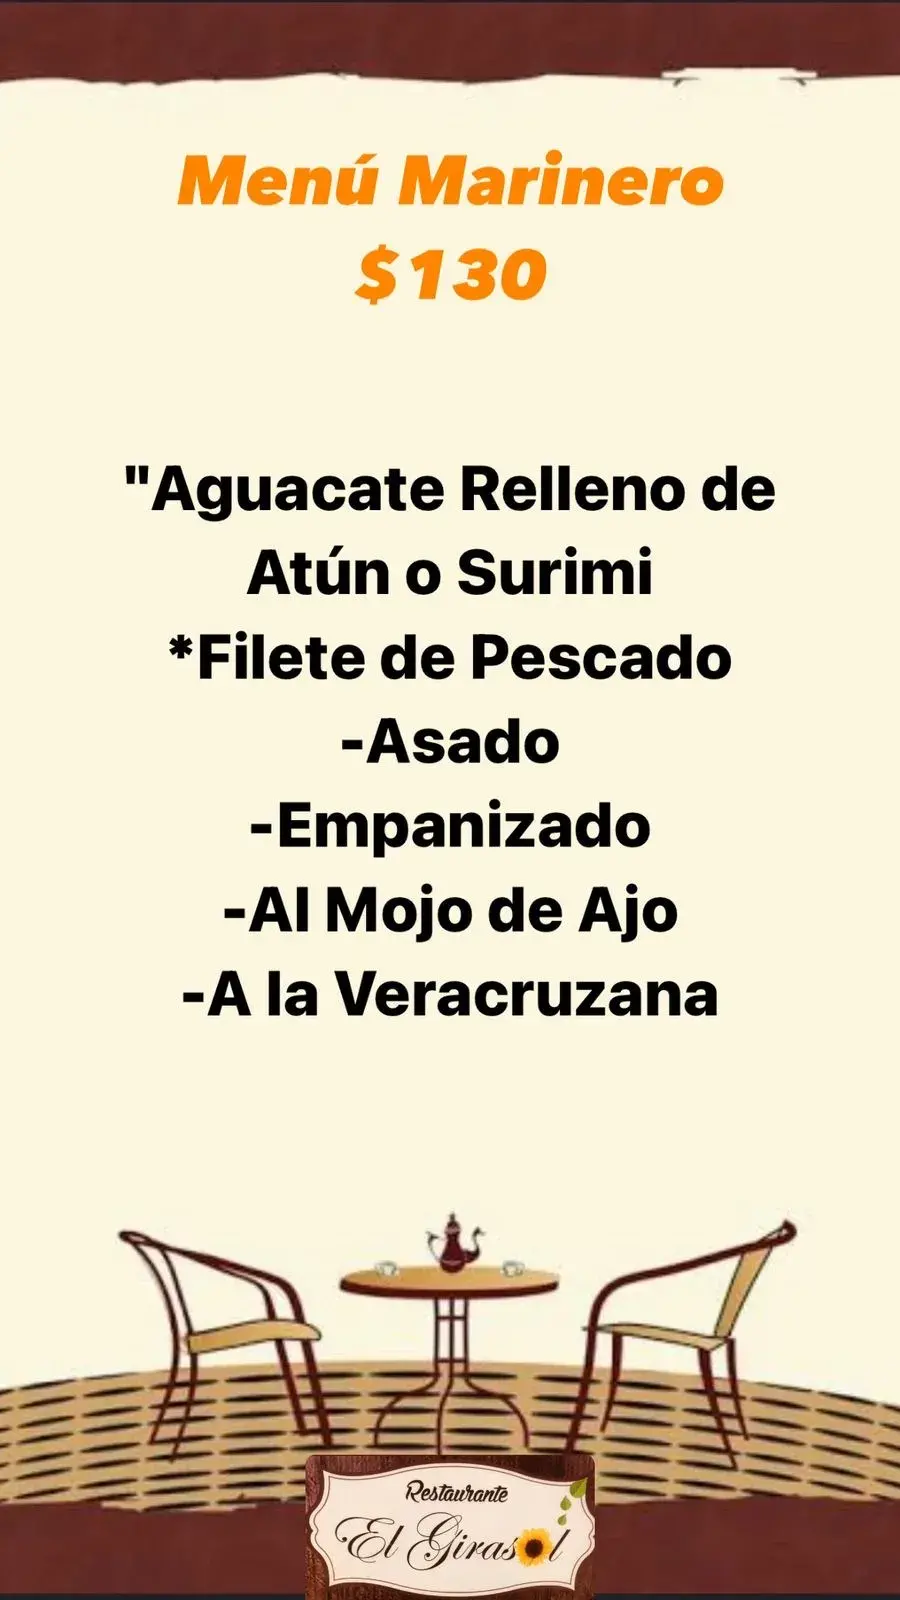 Menú Marinero
$130
"Aguacate Relleno de
Atún o Surimi
*Filete de Pescado
-Asado
-Empanizado
-Al Mojo de Ajo
-A la Veracruzana
Restaurante
El Girasol